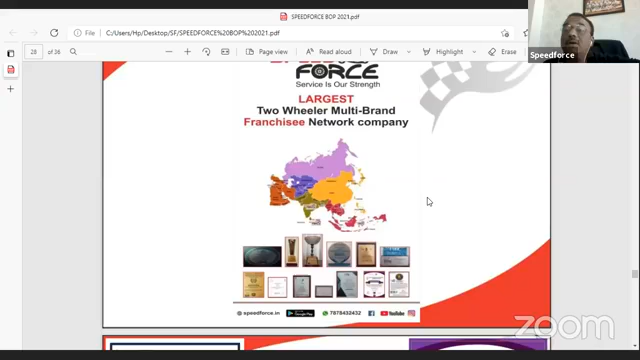 SPEEDFORCE BOP 2021.pdf
C:/Users/Hp/Desktop/SF/SPEEDFORCE%20BOP%202021.pdf
28 of 36
Page view
Read aloud
Draw
Highlight
Erase
Speedforce
FORCE
Service Is Our Strength
LARGEST
Two Wheeler Multi-Brand
Franchisee Network company
speedforce.in
7878432432
YouTube
zoom